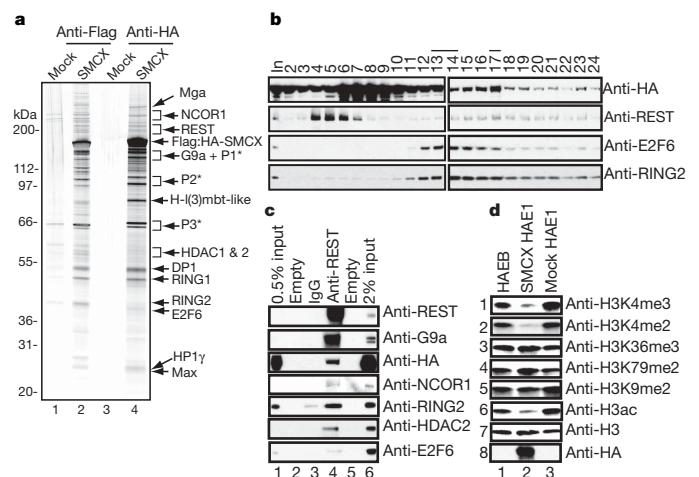 a
Anti-Flag Anti-HA
Mock SMCX Mock SMCX
kDa
200-
112-
97-
66-
55-
36-
31-
20-
Mga
NCOR1
REST
Flag:HA-SMCX
G9a + P1*
P2*
H-l(3)mbt-like
P3*
HDAC1 & 2
DP1
RING1
RING2
E2F6
HP1γ
Max
1 2 3 4
b
In 2 3 4 5 6 7 8 9 10 11 12 13 14 15 16 17 18 19 20 21 22 23 24
Anti-HA
Anti-REST
Anti-E2F6
Anti-RING2
c
0.5% input Empty IgG Anti-REST Empty 2% input
Anti-REST
Anti-G9a
Anti-HA
Anti-NCOR1
Anti-RING2
Anti-HDAC2
Anti-E2F6
1 2 3 4 5 6
d
HAEB SMCX HAE1 Mock HAE1
1 Anti-H3K4me3
2 Anti-H3K4me2
3 Anti-H3K36me3
4 Anti-H3K79me2
5 Anti-H3K9me2
6 Anti-H3ac
7 Anti-H3
8 Anti-HA
1 2 3